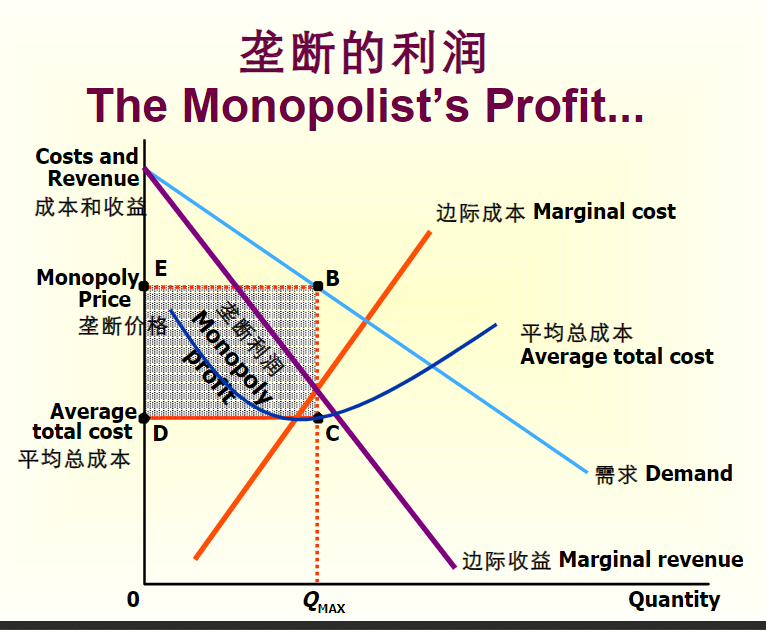 垄断的利润
The Monopolist’s Profit...
Costs and
Revenue
成本和收益
边际成本 Marginal cost
E
B
Monopoly
Price
垄断价格
垄断利润
Monopoly
profit
平均总成本
Average total cost
Average
total cost
平均总成本
D
C
需求 Demand
边际收益 Marginal revenue
0
QMAX
Quantity